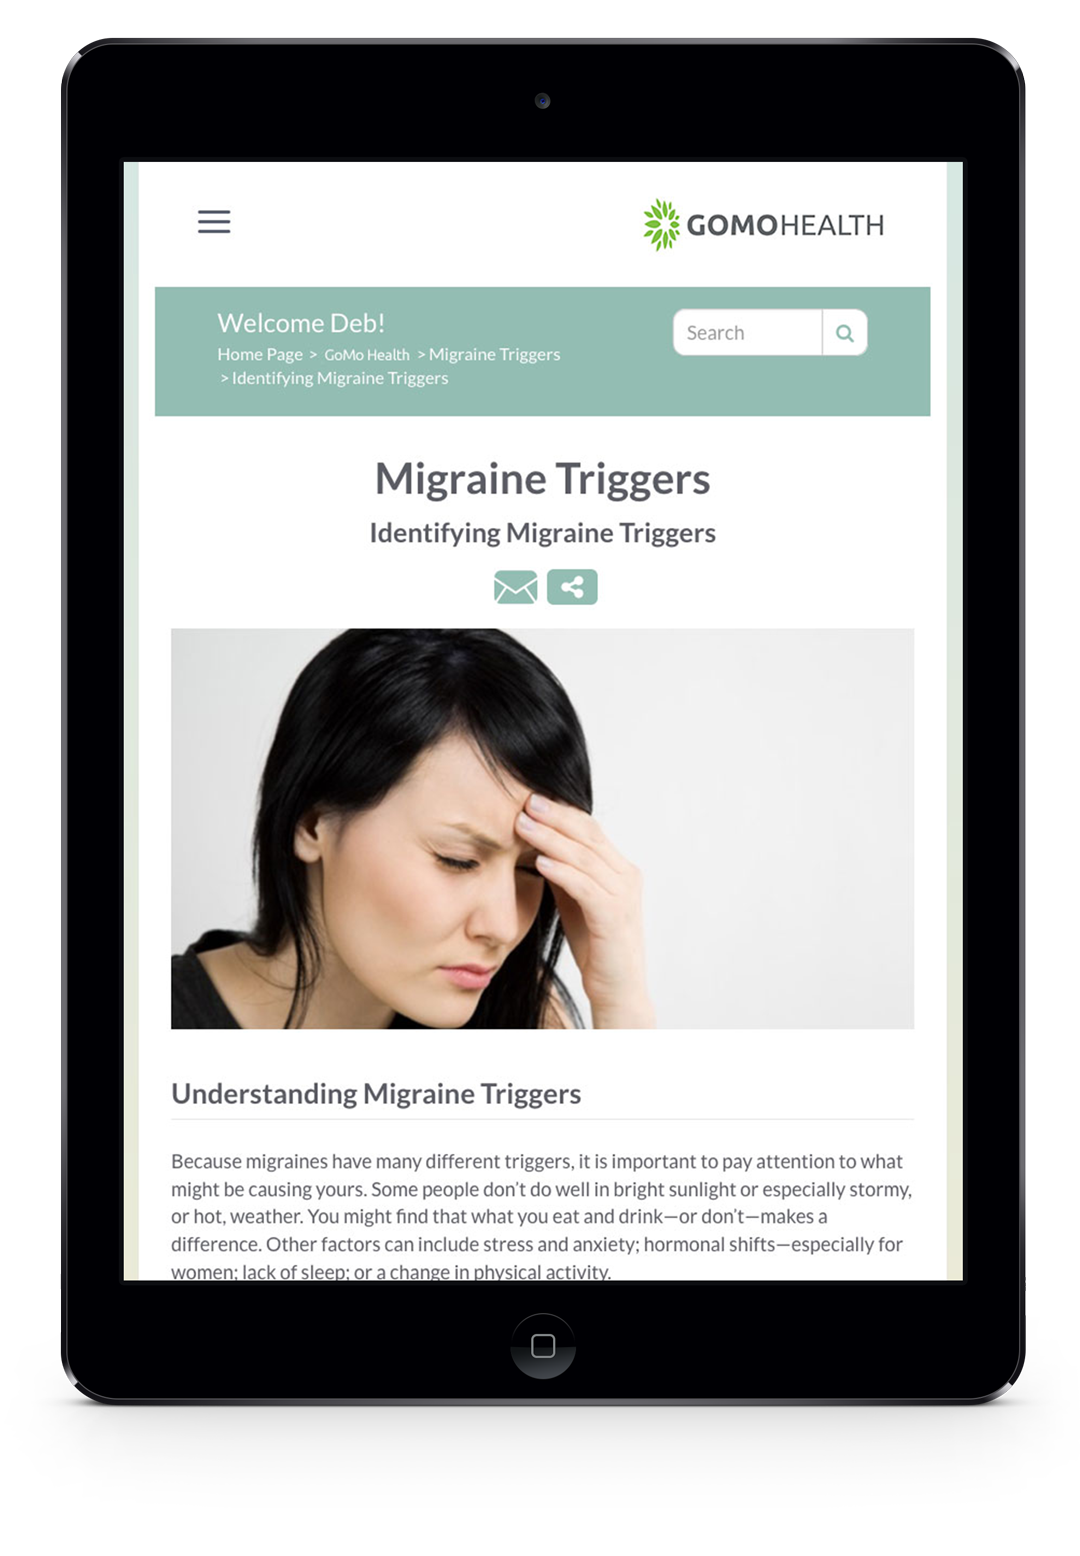 GOMOHEALTH
Welcome Deb!
Search
Home Page > GoMo Health > Migraine Triggers
> Identifying Migraine Triggers
Migraine Triggers
Identifying Migraine Triggers
Understanding Migraine Triggers
Because migraines have many different triggers, it is important to pay attention to what
might be causing yours. Some people don't do well in bright sunlight or especially stormy,
or hot, weather. You might find that what you eat and drink—or don't—makes a
difference. Other factors can include stress and anxiety; hormonal shifts—especially for
women; lack of sleep; or a change in physical activity.